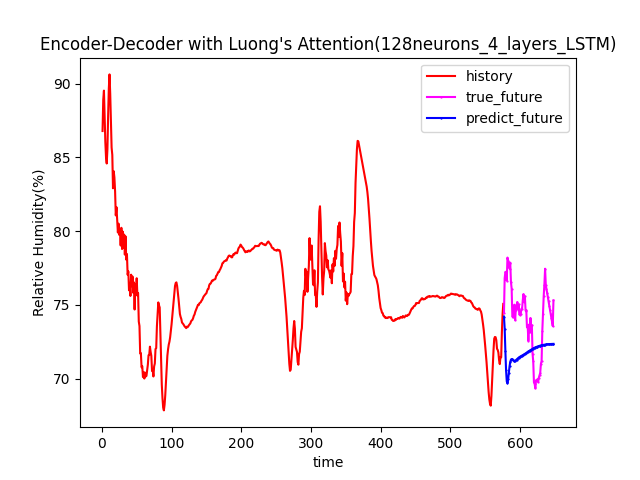 Encoder-Decoder with Luong's Attention(128neurons_4_layers_LSTM)
history
true_future
predict_future
Relative Humidity(%)
90
85
80
75
70
0 100 200 300 400 500 600
time